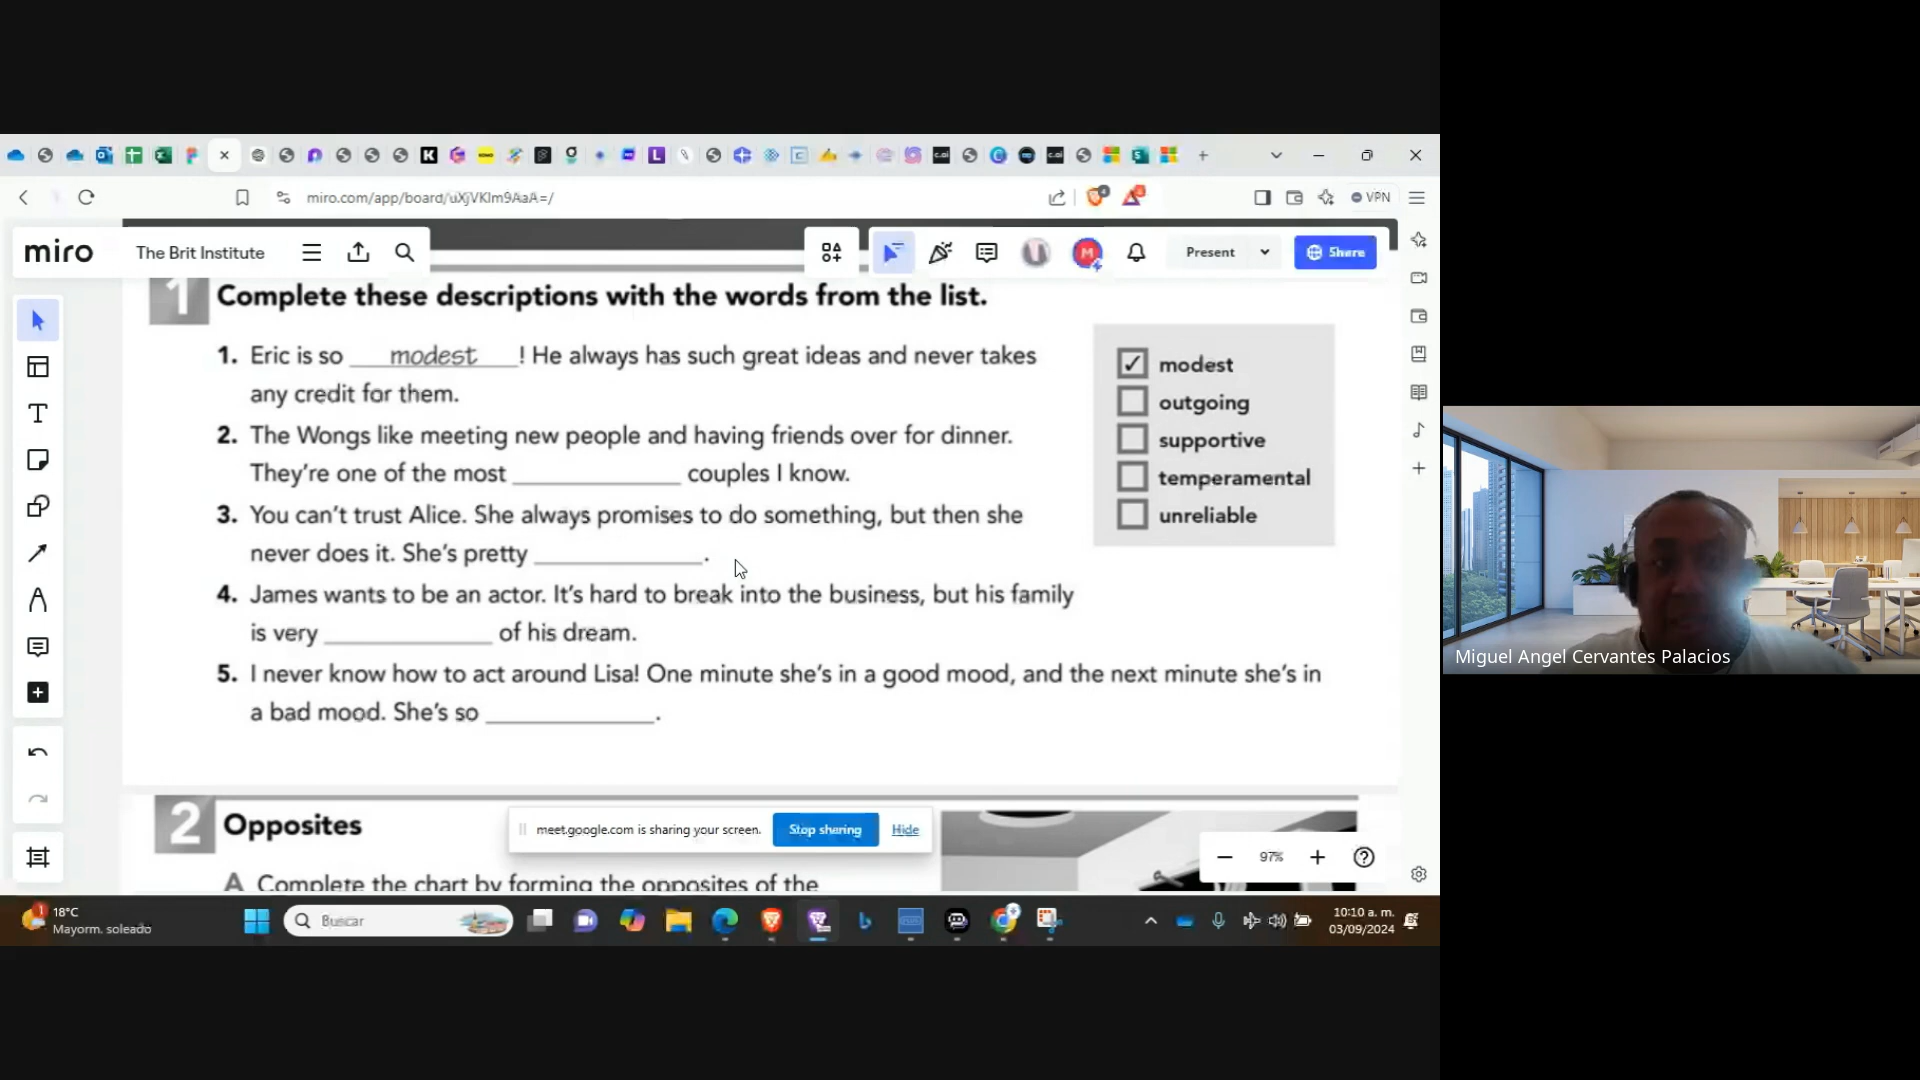 miro.com/app/board/uXjVKlm9AaA=/
VPN
miro
The Brit Institute
Present
Share
1 Complete these descriptions with the words from the list.
1. Eric is so modest ! He always has such great ideas and never takes
any credit for them.
2. The Wongs like meeting new people and having friends over for dinner.
They're one of the most ____________ couples I know.
3. You can't trust Alice. She always promises to do something, but then she
never does it. She's pretty ____________.
4. James wants to be an actor. It's hard to break into the business, but his family
is very ____________ of his dream.
5. I never know how to act around Lisa! One minute she's in a good mood, and the next minute she's in
a bad mood. She's so ____________.
✓ modest
outgoing
supportive
temperamental
unreliable
2 Opposites
A Complete the chart by forming the opposites of the
meet.google.com is sharing your screen.
Stop sharing
Hide
97%
18°C
Mayorm. soleado
Buscar
10:10 a. m.
03/09/2024
Miguel Angel Cervantes Palacios